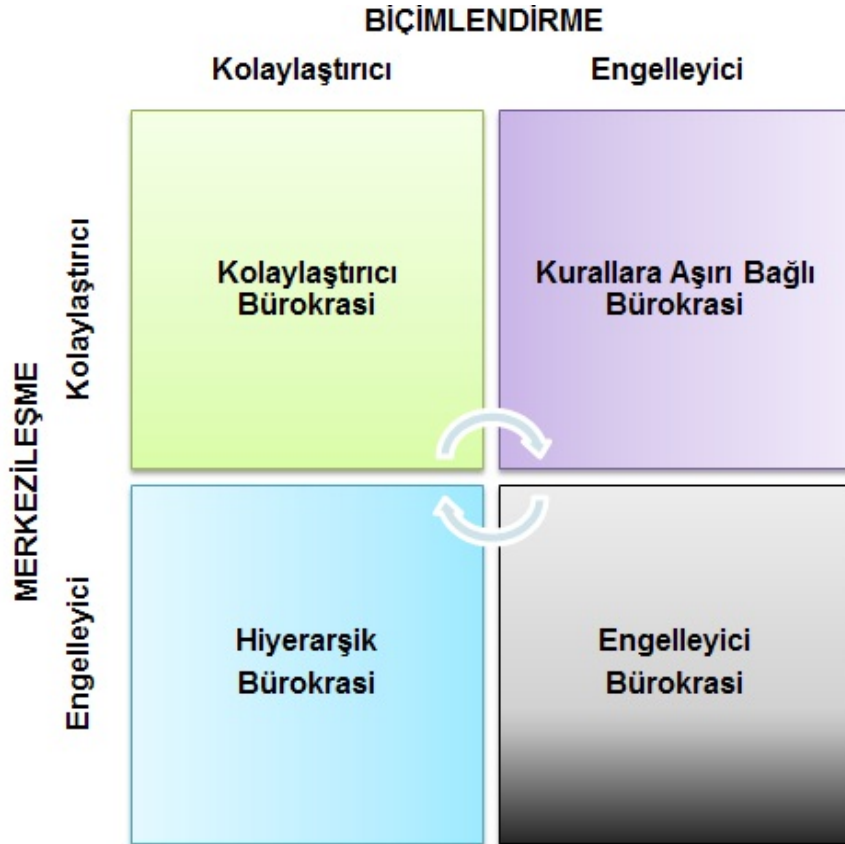 BİÇİMLENDİRME
Kolaylaştırıcı
Engelleyici
MERKEZİLEŞME
Kolaylaştırıcı
Kolaylaştırıcı
Bürokrasi
Kurallara Aşırı Bağlı
Bürokrasi
Engelleyici
Hiyerarşik
Bürokrasi
Engelleyici
Bürokrasi